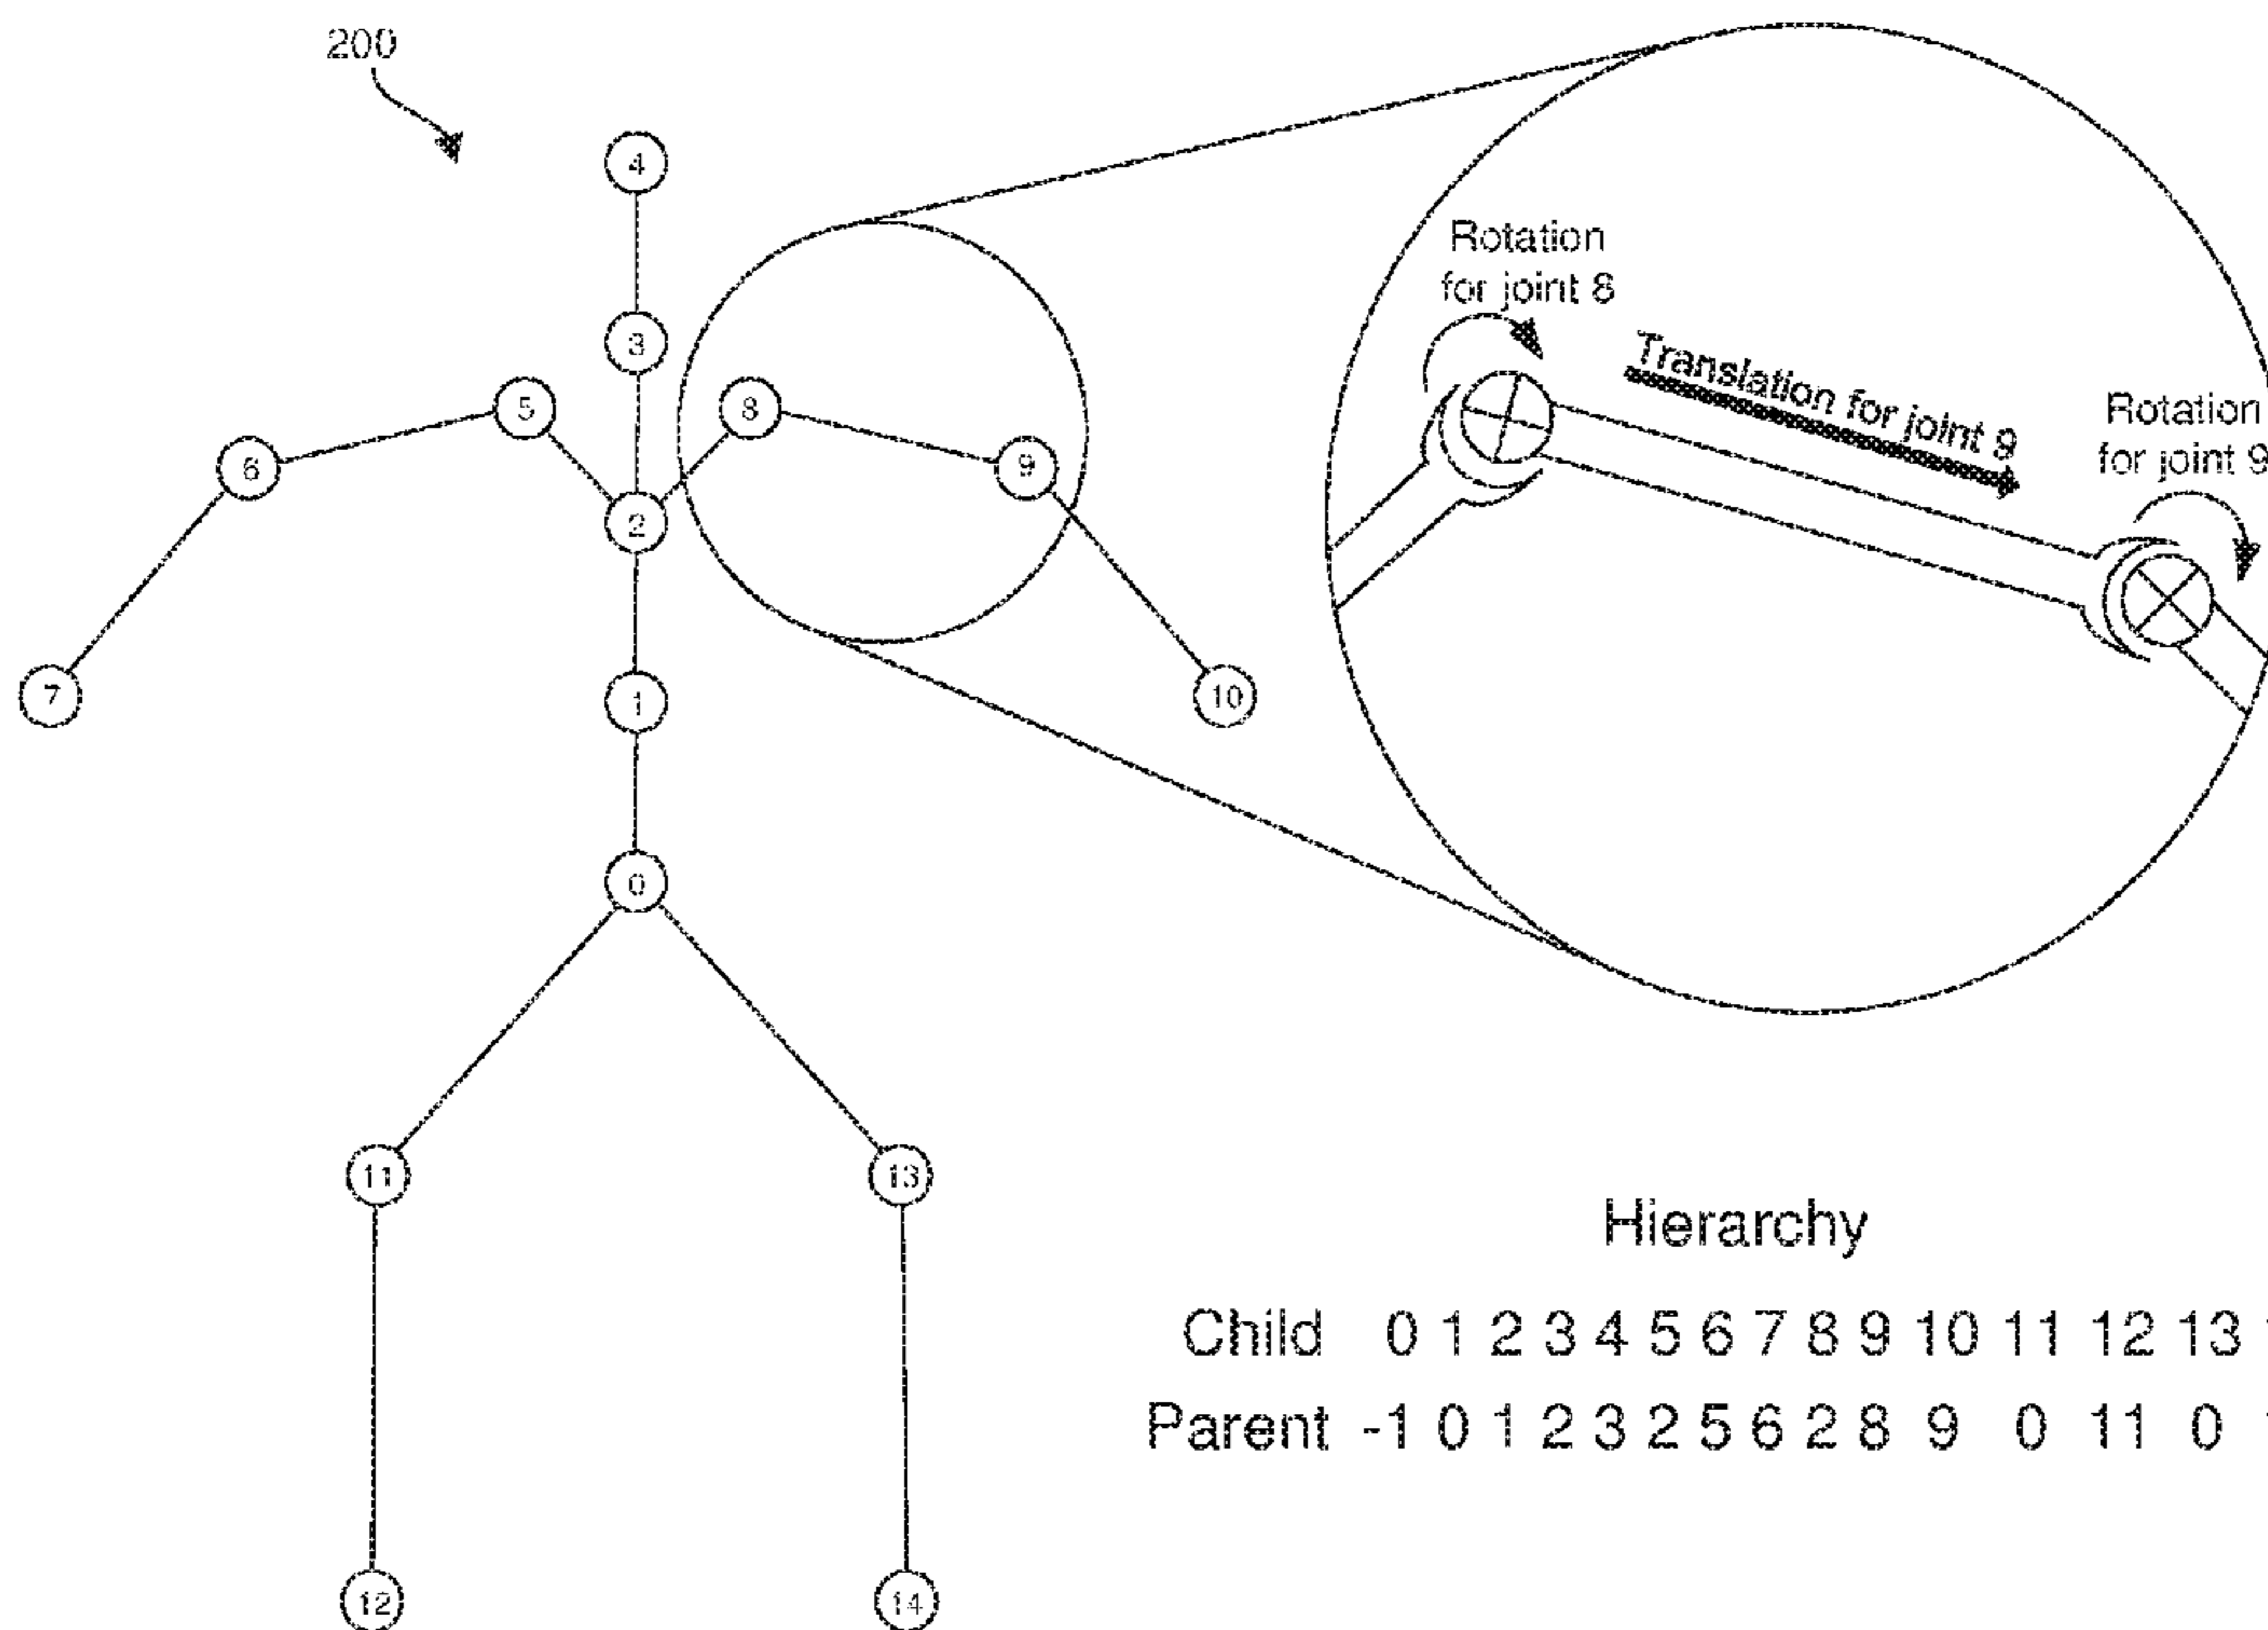 200
4
3
5
8
6
9
2
7
1
10
0
11
13
12
14
Rotation
for joint 8
Translation for joint 9
Rotation
for joint 9
Hierarchy
Child 0 1 2 3 4 5 6 7 8 9 10 11 12 13
Parent -1 0 1 2 3 2 5 6 2 8 9 0 11 0